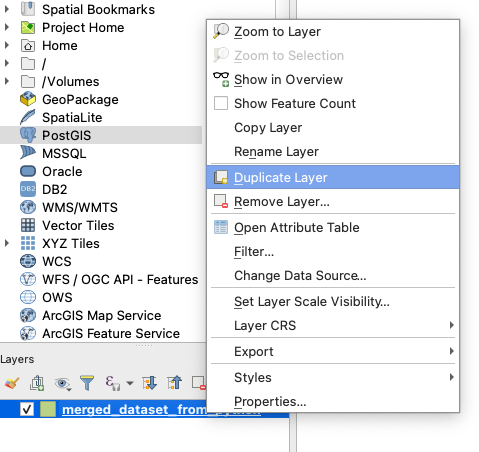 Spatial Bookmarks
Project Home
Home
/
/Volumes
GeoPackage
SpatiaLite
PostGIS
MSSQL
Oracle
DB2
DB2
WMS/WMTS
Vector Tiles
XYZ Tiles
WCS
WFS / OGC API - Features
OWS
ArcGIS Map Service
ArcGIS Feature Service
Layers
merged_dataset_from_
Zoom to Layer
Zoom to Selection
Show in Overview
Show Feature Count
Copy Layer
Rename Layer
Duplicate Layer
Remove Layer...
Open Attribute Table
Filter...
Change Data Source...
Set Layer Scale Visibility...
Layer CRS
Export
Styles
Properties...